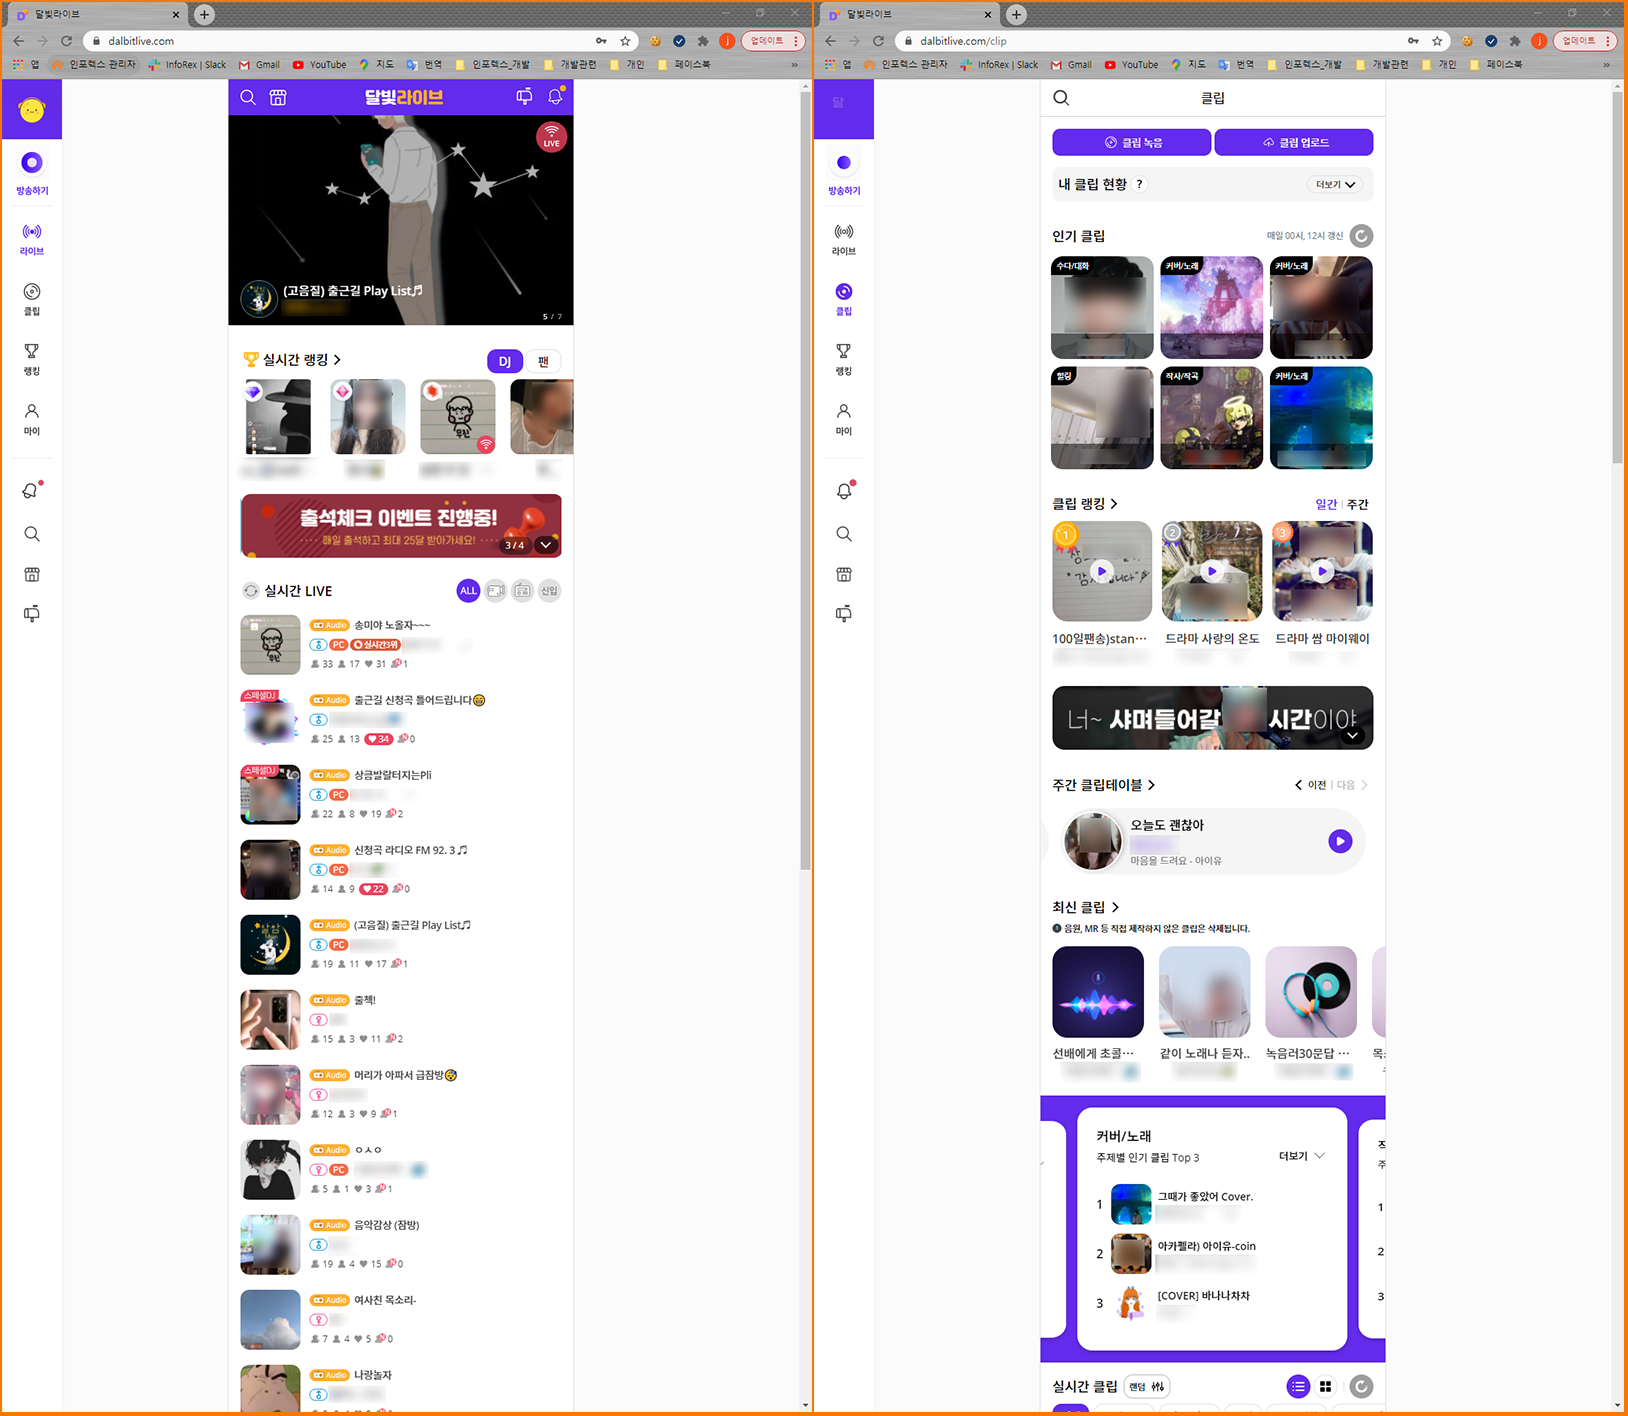 달빛라이브
dalbitlive.com
업데이트
앱
인포렉스 관리자
InfoRex | Slack
Gmail
YouTube
지도
번역
인포렉스_개발
개발관련
개인
페이스북
방송하기
라이브
클립
랭킹
마이
달빛라이브
LIVE
(고음질) 출근길 Play List♫
5 / 7
실시간 랭킹
DJ
팬
출석체크 이벤트 진행중!
매일 출석하고 최대 25달 받아가세요!
3 / 4
실시간 LIVE
ALL
신입
Audio 송미야 노올자~~~
PC 실시간3위
33 17 31 1
스페셜DJ
Audio 출근길 신청곡 틀어드립니다😁
25 13 34 0
스페셜DJ
Audio 상큼발랄터지는Pli
PC
22 8 19 2
Audio 신청곡 라디오 FM 92. 3 ♫
PC
14 9 22 0
Audio (고음질) 출근길 Play List♫
PC
19 11 17 1
Audio 출첵!
15 3 11 2
Audio 머리가 아파서 급잠방😴
12 3 9 1
Audio ㅇㅅㅇ
PC
5 1 3 1
Audio 음악감상 (잠방)
19 4 15 0
Audio 여사친 목소리-
7 4 5 0
Audio 나랑놀자
달빛라이브
dalbitlive.com/clip
업데이트
앱
인포렉스 관리자
InfoRex | Slack
Gmail
YouTube
지도
번역
인포렉스_개발
개발관련
개인
페이스북
달
방송하기
라이브
클립
랭킹
마이
클립
클립 녹음
클립 업로드
내 클립 현황 ?
더보기
인기 클립
매일 00시, 12시 갱신
수다/대화
커버/노래
커버/노래
힐링
작사/작곡
커버/노래
클립 랭킹
일간 | 주간
1
2
3
100일팬송)stan…
드라마 사랑의 온도
드라마 쌈 마이웨이
너~ 샤며들어갈 시간이야
주간 클립테이블
이전 | 다음
오늘도 괜찮아
마음을 드려요 - 아이유
최신 클립
음원, MR 등 직접 제작하지 않은 클립은 삭제됩니다.
선배에게 초콜…
같이 노래나 듣자..
녹음러30문답 …
커버/노래
주제별 인기 클립 Top 3
더보기
1 그때가 좋았어 Cover.
2 아카펠라) 아이유-coin
3 [COVER] 바나나차차
1
2
3
실시간 클립
랜덤